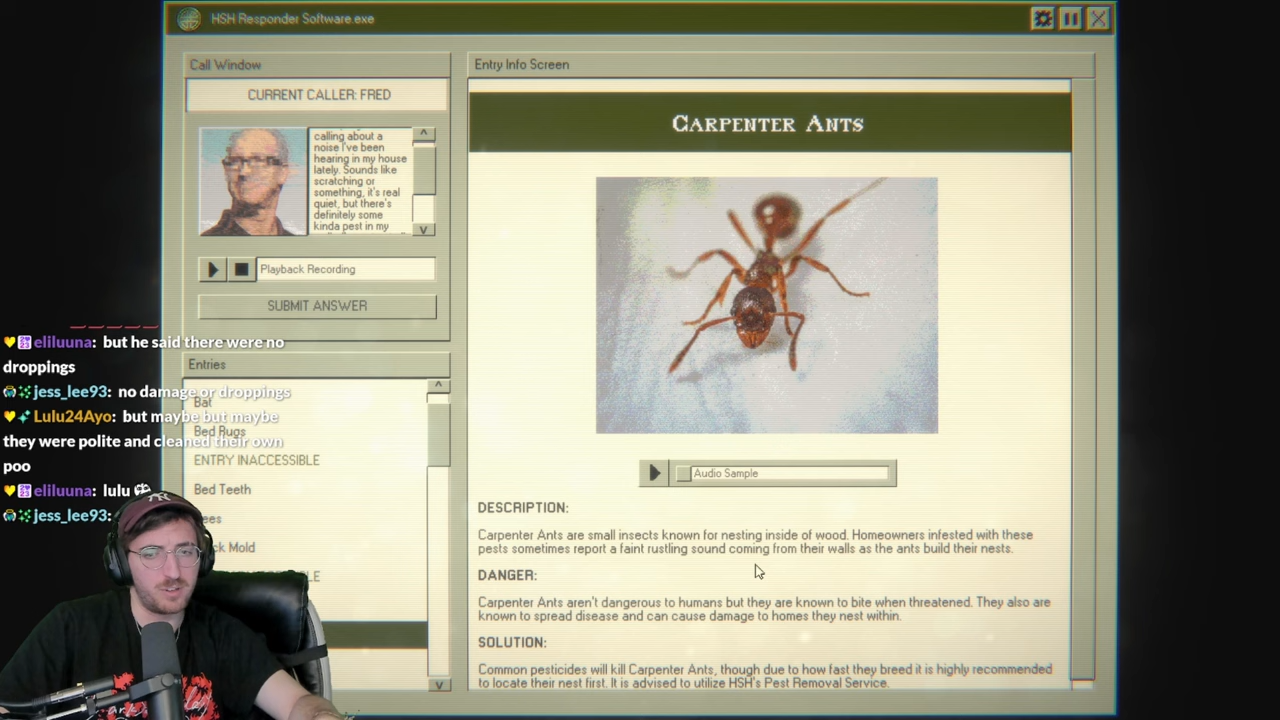 HSH Responder Software.exe
Call Window
CURRENT CALLER: FRED
calling about a
noise I've been
hearing in my house
lately. Sounds like
scratching or
something, it's real
quiet, but there's
definitely some
kinda pest in my
Playback Recording
SUBMIT ANSWER
Entries
Bat
Bed Bugs
ENTRY INACCESSIBLE
Bed Teeth
ck Mold
Entry Info Screen
Carpenter Ants
Audio Sample
DESCRIPTION:
Carpenter Ants are small insects known for nesting inside of wood. Homeowners infested with these
pests sometimes report a faint rustling sound coming from their walls as the ants build their nests.
DANGER:
Carpenter Ants aren't dangerous to humans but they are known to bite when threatened. They also are
known to spread disease and can cause damage to homes they nest within.
SOLUTION:
Common pesticides will kill Carpenter Ants, though due to how fast they breed it is highly recommended
to locate their nest first. It is advised to utilize HSH's Pest Removal Service.
eliluuna: but he said there were no
droppings
jess_lee93: no damage or droppings
Lulu24Ayo: but maybe but maybe
they were polite and cleaned their own
poo
eliluuna: lulu
jess_lee93: